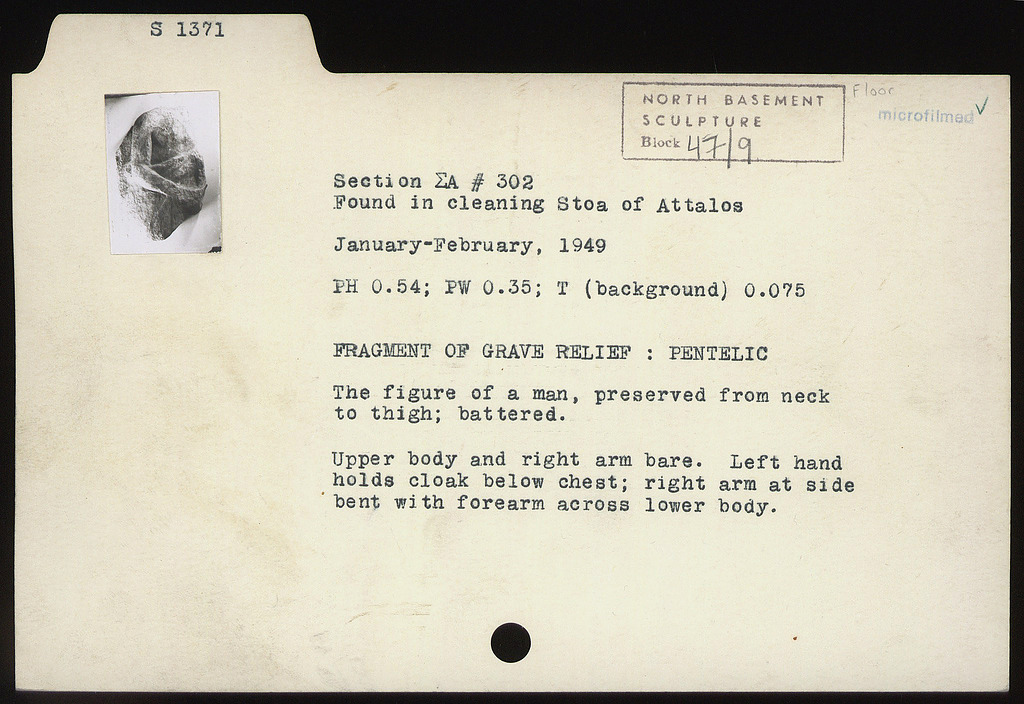 S 1371
NORTH BASEMENT
SCULPTURE
Block 47/9
Floor
microfilmed ✓
Section ΣA # 302
Found in cleaning Stoa of Attalos
January-February, 1949
PH 0.54; PW 0.35; T (background) 0.075
FRAGMENT OF GRAVE RELIEF : PENTELIC
The figure of a man, preserved from neck
to thigh; battered.
Upper body and right arm bare. Left hand
holds cloak below chest; right arm at side
bent with forearm across lower body.